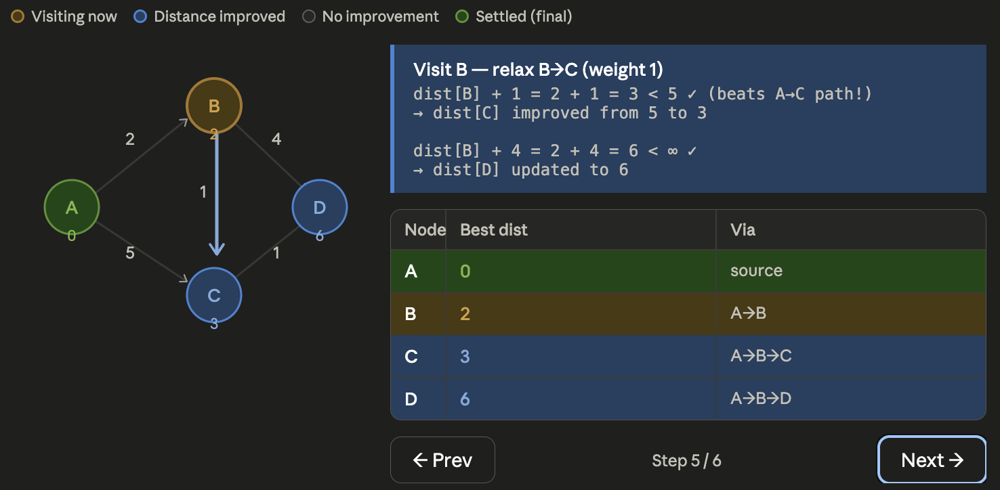 Visiting now
Distance improved
No improvement
Settled (final)
Visit B — relax B→C (weight 1)
dist[B] + 1 = 2 + 1 = 3 < 5 ✓ (beats A→C path!)
→ dist[C] improved from 5 to 3
dist[B] + 4 = 2 + 4 = 6 < ∞ ✓
→ dist[D] updated to 6
B
2
2
4
1
A
0
D
6
5
1
C
3
Node Best dist Via
A 0 source
B 2 A→B
C 3 A→B→C
D 6 A→B→D
← Prev
Step 5 / 6
Next →